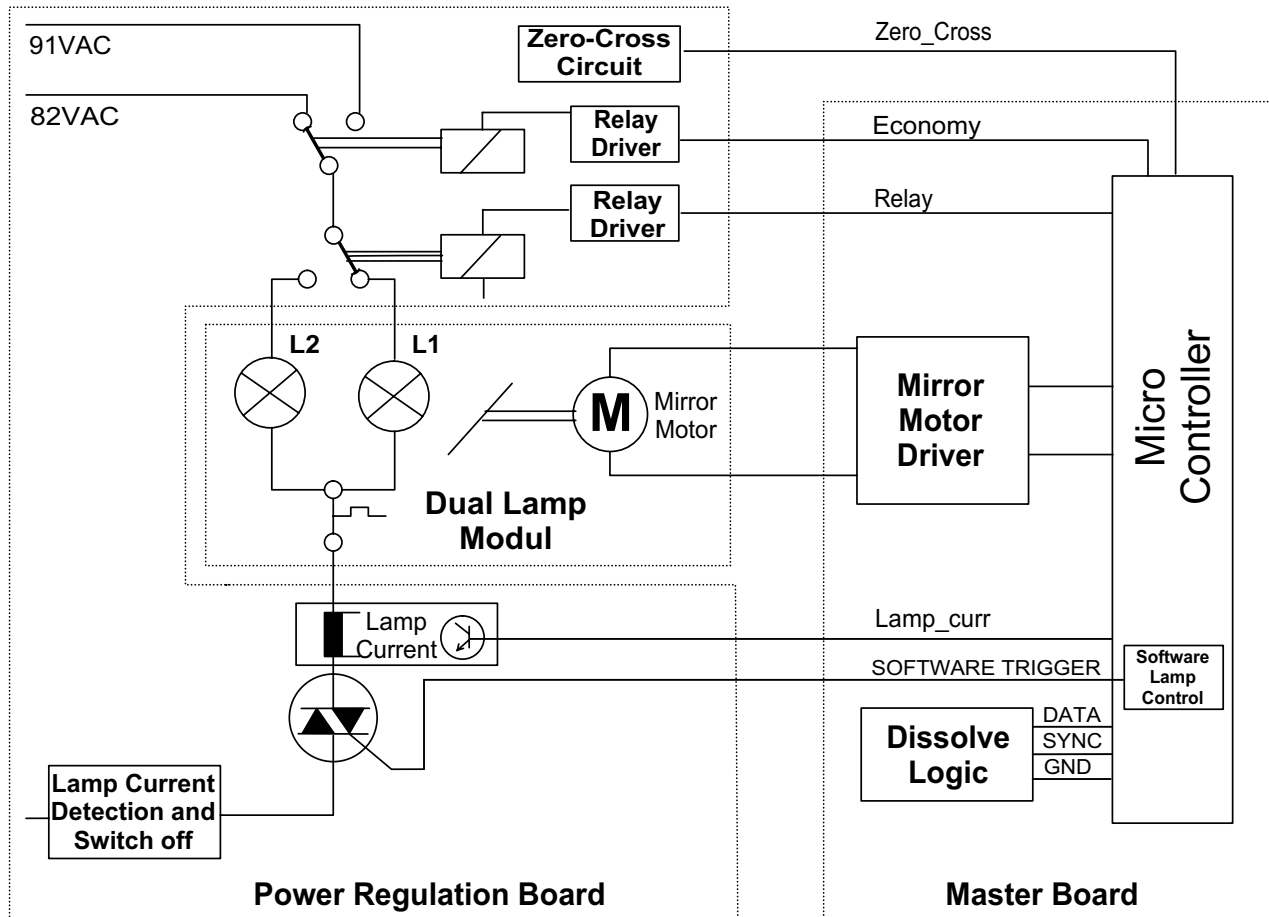 91VAC
82VAC
Zero-Cross
Circuit
Zero_Cross
Relay
Driver
Economy
Relay
Driver
Relay
L2
L1
M
Mirror
Motor
Mirror
Motor
Driver
Micro
Controller
Dual Lamp
Modul
Lamp
Current
Lamp_curr
SOFTWARE TRIGGER
Software
Lamp
Control
Dissolve
Logic
DATA
SYNC
GND
Lamp Current
Detection and
Switch off
Power Regulation Board
Master Board